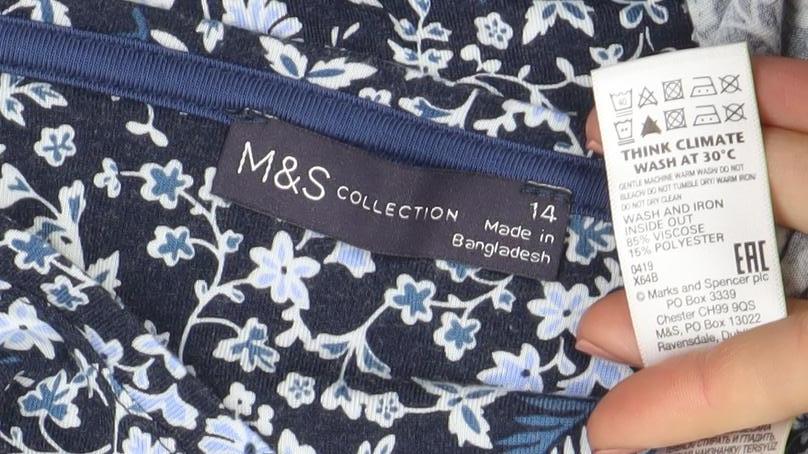 M&S COLLECTION
14
Made in
Bangladesh
40
THINK CLIMATE
WASH AT 30°C
GENTLE MACHINE WARM WASH/ DO NOT
BLEACH/ DO NOT TUMBLE DRY/ WARM IRON/
DO NOT DRY CLEAN
WASH AND IRON
INSIDE OUT
85% VISCOSE
15% POLYESTER
0419
X64B
EAC
© Marks and Spencer plc
PO Box 3339
Chester CH99 9QS
M&S, PO Box 13022
Ravensdale,